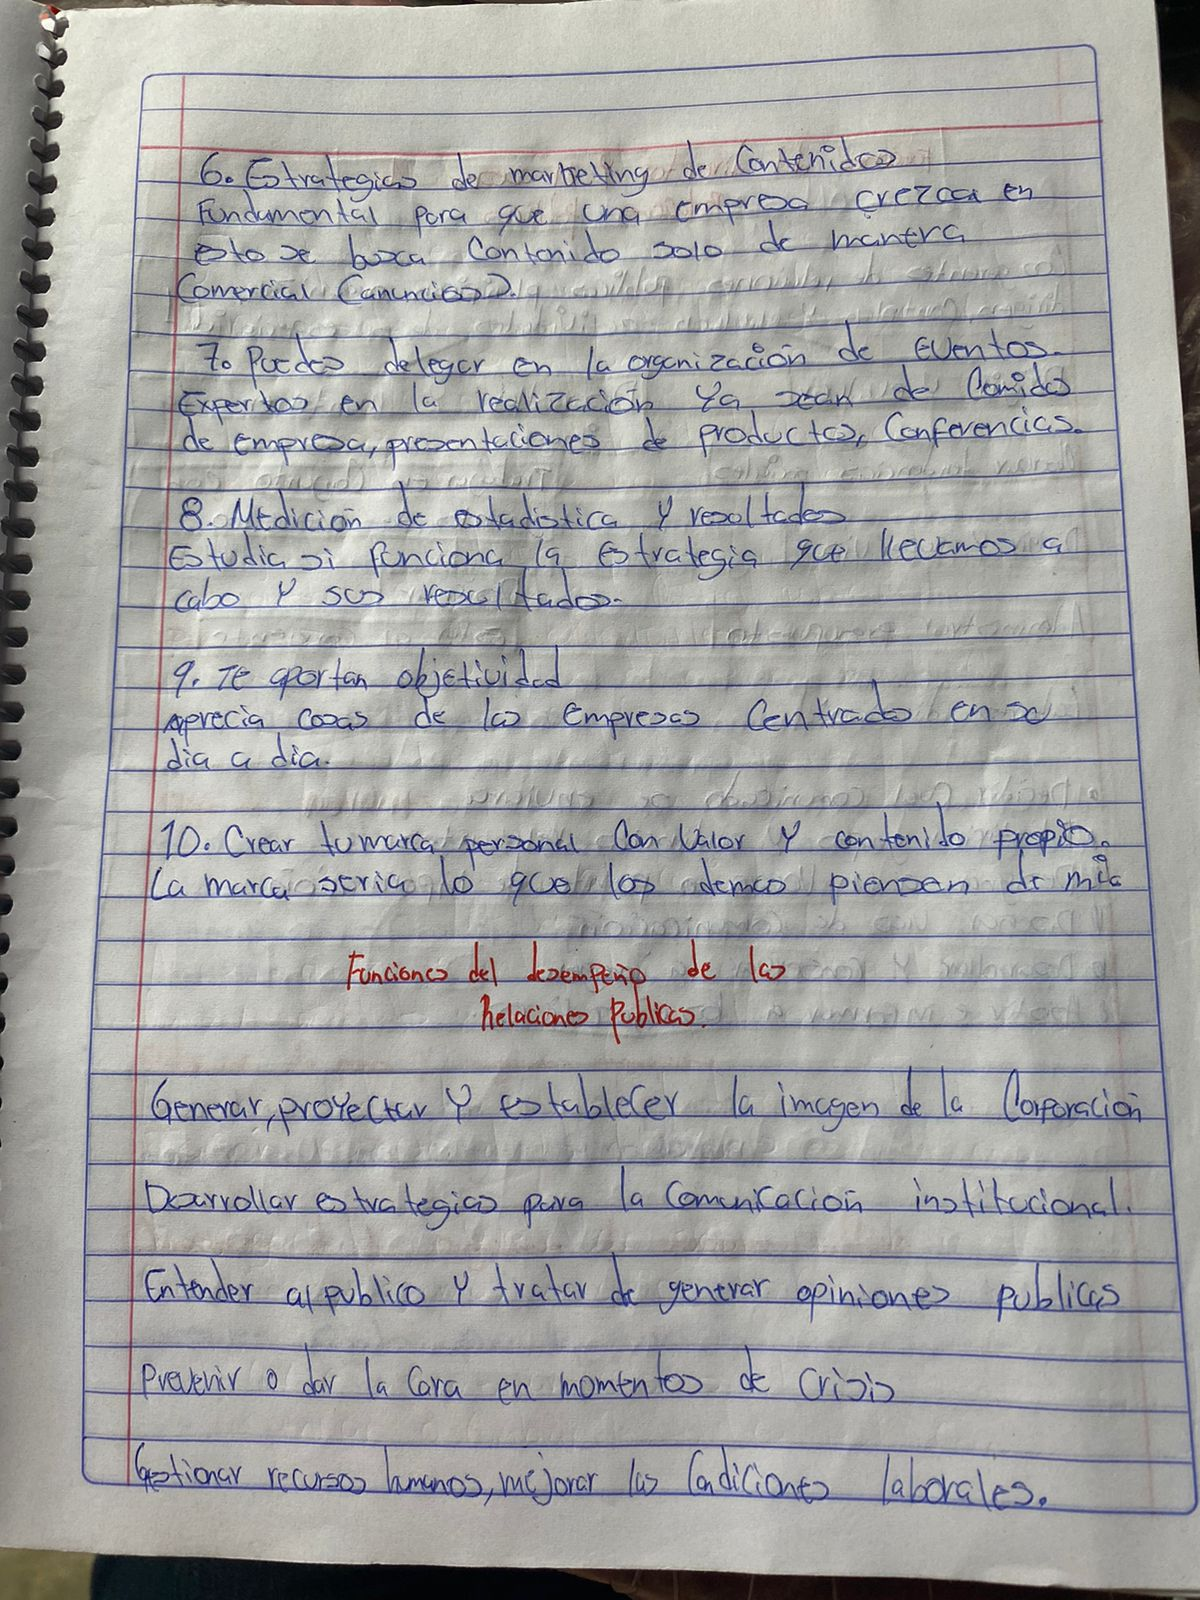 6. Estrategias de marketing de Contenidos
Fundamental para que una empresa crezca en
esto se busca Contenido solo de manera
Comercial (anuncios).
7. Puedes delegar en la organización de Eventos.
Expertos en la realización Ya sean de Comidas
de empresa, presentaciones de productos, Conferencias.
8. Medición de estadistica Y resultados
Estudia si funciona la Estrategia que llevamos a
cabo Y sus resultados.
9. Te aportan objetividad
Aprecia cosas de las Empresas Centrado en su
dia a dia.
10. Crear tu marca personal Con Valor Y contenido propio.
La marca seria lo que los demas piensen de mi
Funciones del desempeño de las
Relaciones Publicas.
Generar, proyectar Y establecer la imagen de la Corporación
Desarrollar estrategias para la Comunicación institucional.
Entender al publico Y tratar de generar opiniones publicas
Prevenir o dar la Cara en momentos de Crisis
Gestionar recursos humanos, mejorar las Condiciones laborales.